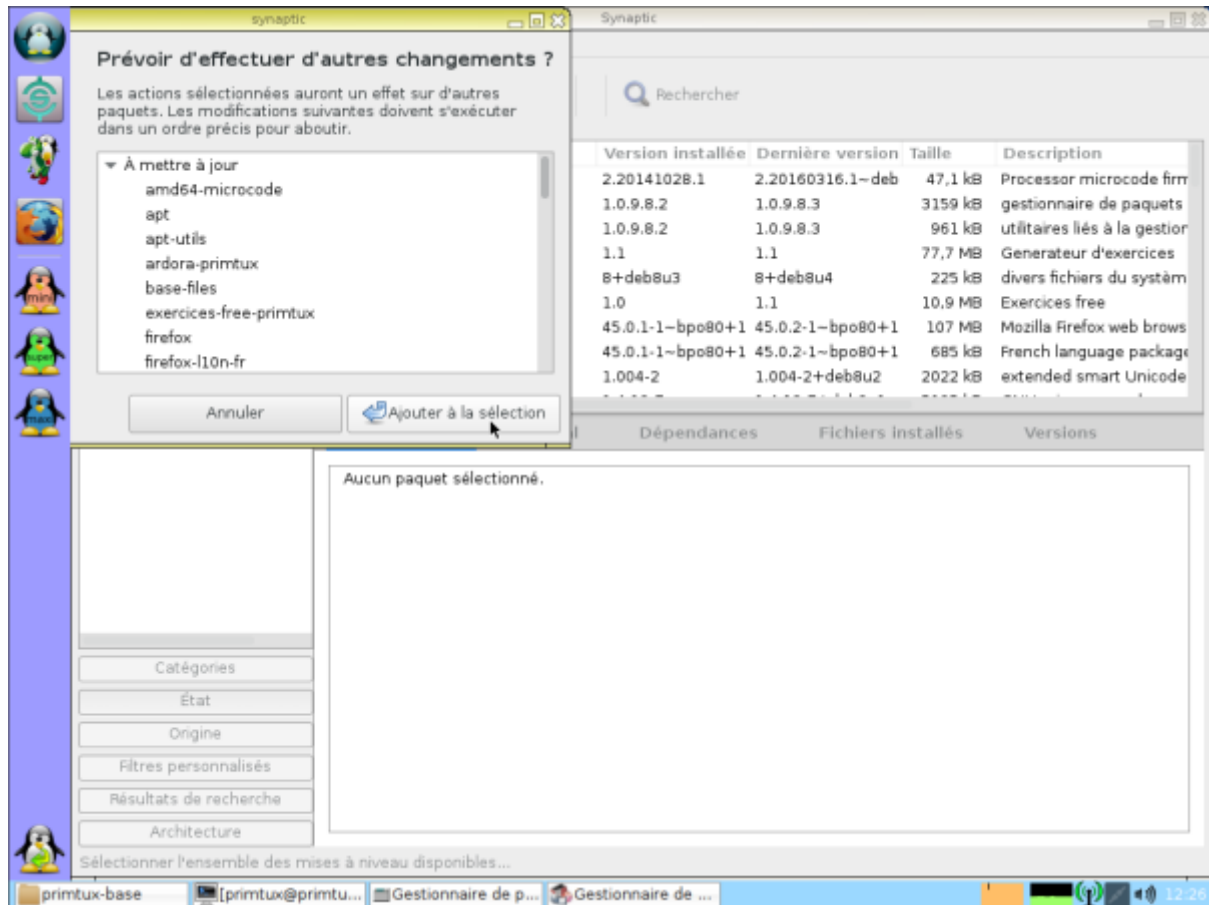 synaptic
Synaptic
Prévoir d'effectuer d'autres changements ?
Les actions sélectionnées auront un effet sur d'autres
paquets. Les modifications suivantes doivent s'exécuter
dans un ordre précis pour aboutir.
À mettre à jour
amd64-microcode
apt
apt-utils
ardora-primtux
base-files
exercices-free-primtux
firefox
firefox-l10n-fr
Annuler
Ajouter à la sélection
Rechercher
Version installée Dernière version Taille Description
2.20141028.1 2.20160316.1~deb 47,1 kB Processor microcode firm
1.0.9.8.2 1.0.9.8.3 3159 kB gestionnaire de paquets
1.0.9.8.2 1.0.9.8.3 961 kB utilitaires liés à la gestion
1.1 1.1 77,7 MB Generateur d'exercices
8+deb8u3 8+deb8u4 225 kB divers fichiers du systèm
1.0 1.1 10,9 MB Exercices free
45.0.1-1~bpo80+1 45.0.2-1~bpo80+1 107 MB Mozilla Firefox web brows
45.0.1-1~bpo80+1 45.0.2-1~bpo80+1 685 kB French language package
1.004-2 1.004-2+deb8u2 2022 kB extended smart Unicode
Dépendances Fichiers installés Versions
Aucun paquet sélectionné.
Catégories
État
Origine
Filtres personnalisés
Résultats de recherche
Architecture
Sélectionner l'ensemble des mises à niveau disponibles...
mini
super
maxi
primtux-base
[primtux@primtu...
Gestionnaire de p...
Gestionnaire de ...
12:26